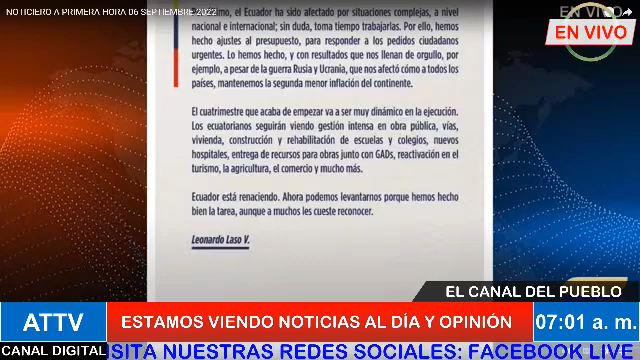 NOTICIERO A PRIMERA HORA 06 SEPTIEMBRE 2022
EN VIVO
EN VIVO
el Ecuador ha sido afectado por situaciones complejas, a nivel
nacional e internacional; sin duda, toma tiempo trabajarlas. Por ello, hemos
hecho ajustes al presupuesto, para responder a los pedidos ciudadanos
urgentes. Lo hemos hecho, y con resultados que nos llenan de orgullo, por
ejemplo, a pesar de la guerra Rusia y Ucrania, que nos afectó cómo a todos los
países, mantenemos la segunda menor inflación del continente.
El cuatrimestre que acaba de empezar va a ser muy dinámico en la ejecución.
Los ecuatorianos seguirán viendo gestión intensa en obra pública, vías,
vivienda, construcción y rehabilitación de escuelas y colegios, nuevos
hospitales, entrega de recursos para obras junto con GADs, reactivación en el
turismo, la agricultura, el comercio y mucho más.
Ecuador está renaciendo. Ahora podemos levantarnos porque hemos hecho
bien la tarea, aunque a muchos les cueste reconocer.
Leonardo Laso V.
EL CANAL DEL PUEBLO
ATTV
ESTAMOS VIENDO NOTICIAS AL DÍA Y OPINIÓN
07:01 a. m.
CANAL DIGITAL
SITA NUESTRAS REDES SOCIALES: FACEBOOK LIVE